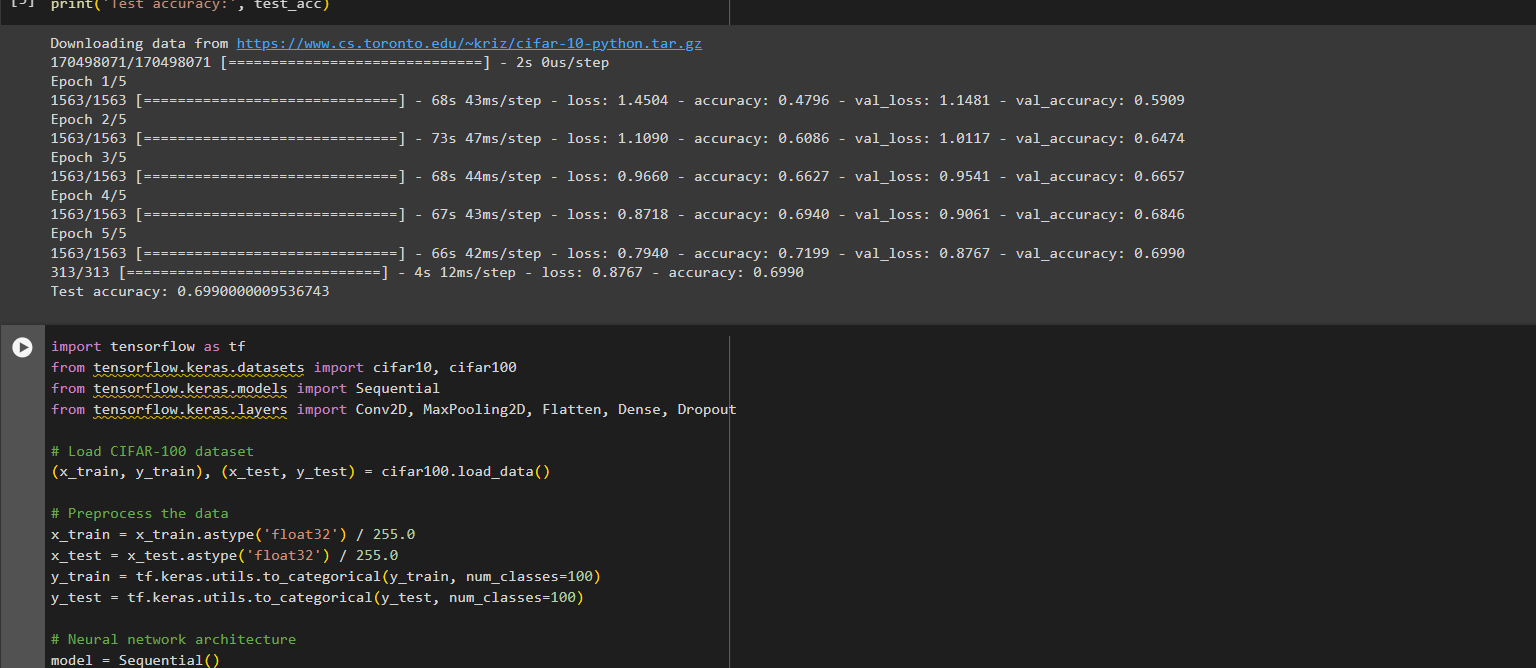 [5] print('Test accuracy:', test_acc)
Downloading data from https://www.cs.toronto.edu/~kriz/cifar-10-python.tar.gz
170498071/170498071 [==============================] - 2s 0us/step
Epoch 1/5
1563/1563 [==============================] - 68s 43ms/step - loss: 1.4504 - accuracy: 0.4796 - val_loss: 1.1481 - val_accuracy: 0.5909
Epoch 2/5
1563/1563 [==============================] - 73s 47ms/step - loss: 1.1090 - accuracy: 0.6086 - val_loss: 1.0117 - val_accuracy: 0.6474
Epoch 3/5
1563/1563 [==============================] - 68s 44ms/step - loss: 0.9660 - accuracy: 0.6627 - val_loss: 0.9541 - val_accuracy: 0.6657
Epoch 4/5
1563/1563 [==============================] - 67s 43ms/step - loss: 0.8718 - accuracy: 0.6940 - val_loss: 0.9061 - val_accuracy: 0.6846
Epoch 5/5
1563/1563 [==============================] - 66s 42ms/step - loss: 0.7940 - accuracy: 0.7199 - val_loss: 0.8767 - val_accuracy: 0.6990
313/313 [==============================] - 4s 12ms/step - loss: 0.8767 - accuracy: 0.6990
Test accuracy: 0.6990000009536743
import tensorflow as tf
from tensorflow.keras.datasets import cifar10, cifar100
from tensorflow.keras.models import Sequential
from tensorflow.keras.layers import Conv2D, MaxPooling2D, Flatten, Dense, Dropout
# Load CIFAR-100 dataset
(x_train, y_train), (x_test, y_test) = cifar100.load_data()
# Preprocess the data
x_train = x_train.astype('float32') / 255.0
x_test = x_test.astype('float32') / 255.0
y_train = tf.keras.utils.to_categorical(y_train, num_classes=100)
y_test = tf.keras.utils.to_categorical(y_test, num_classes=100)
# Neural network architecture
model = Sequential()